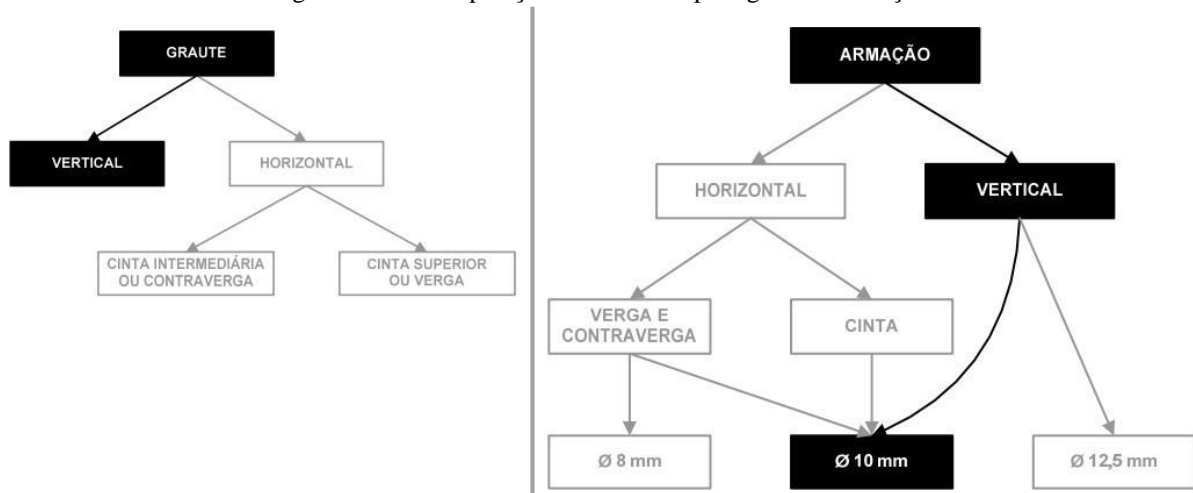 GRAUTE
VERTICAL
HORIZONTAL
CINTA INTERMEDIÁRIA
OU CONTRAVERGA
CINTA SUPERIOR
OU VERGA
ARMAÇÃO
HORIZONTAL
VERTICAL
VERGA E
CONTRAVERGA
CINTA
Ø 8 mm
Ø 10 mm
Ø 12,5 mm